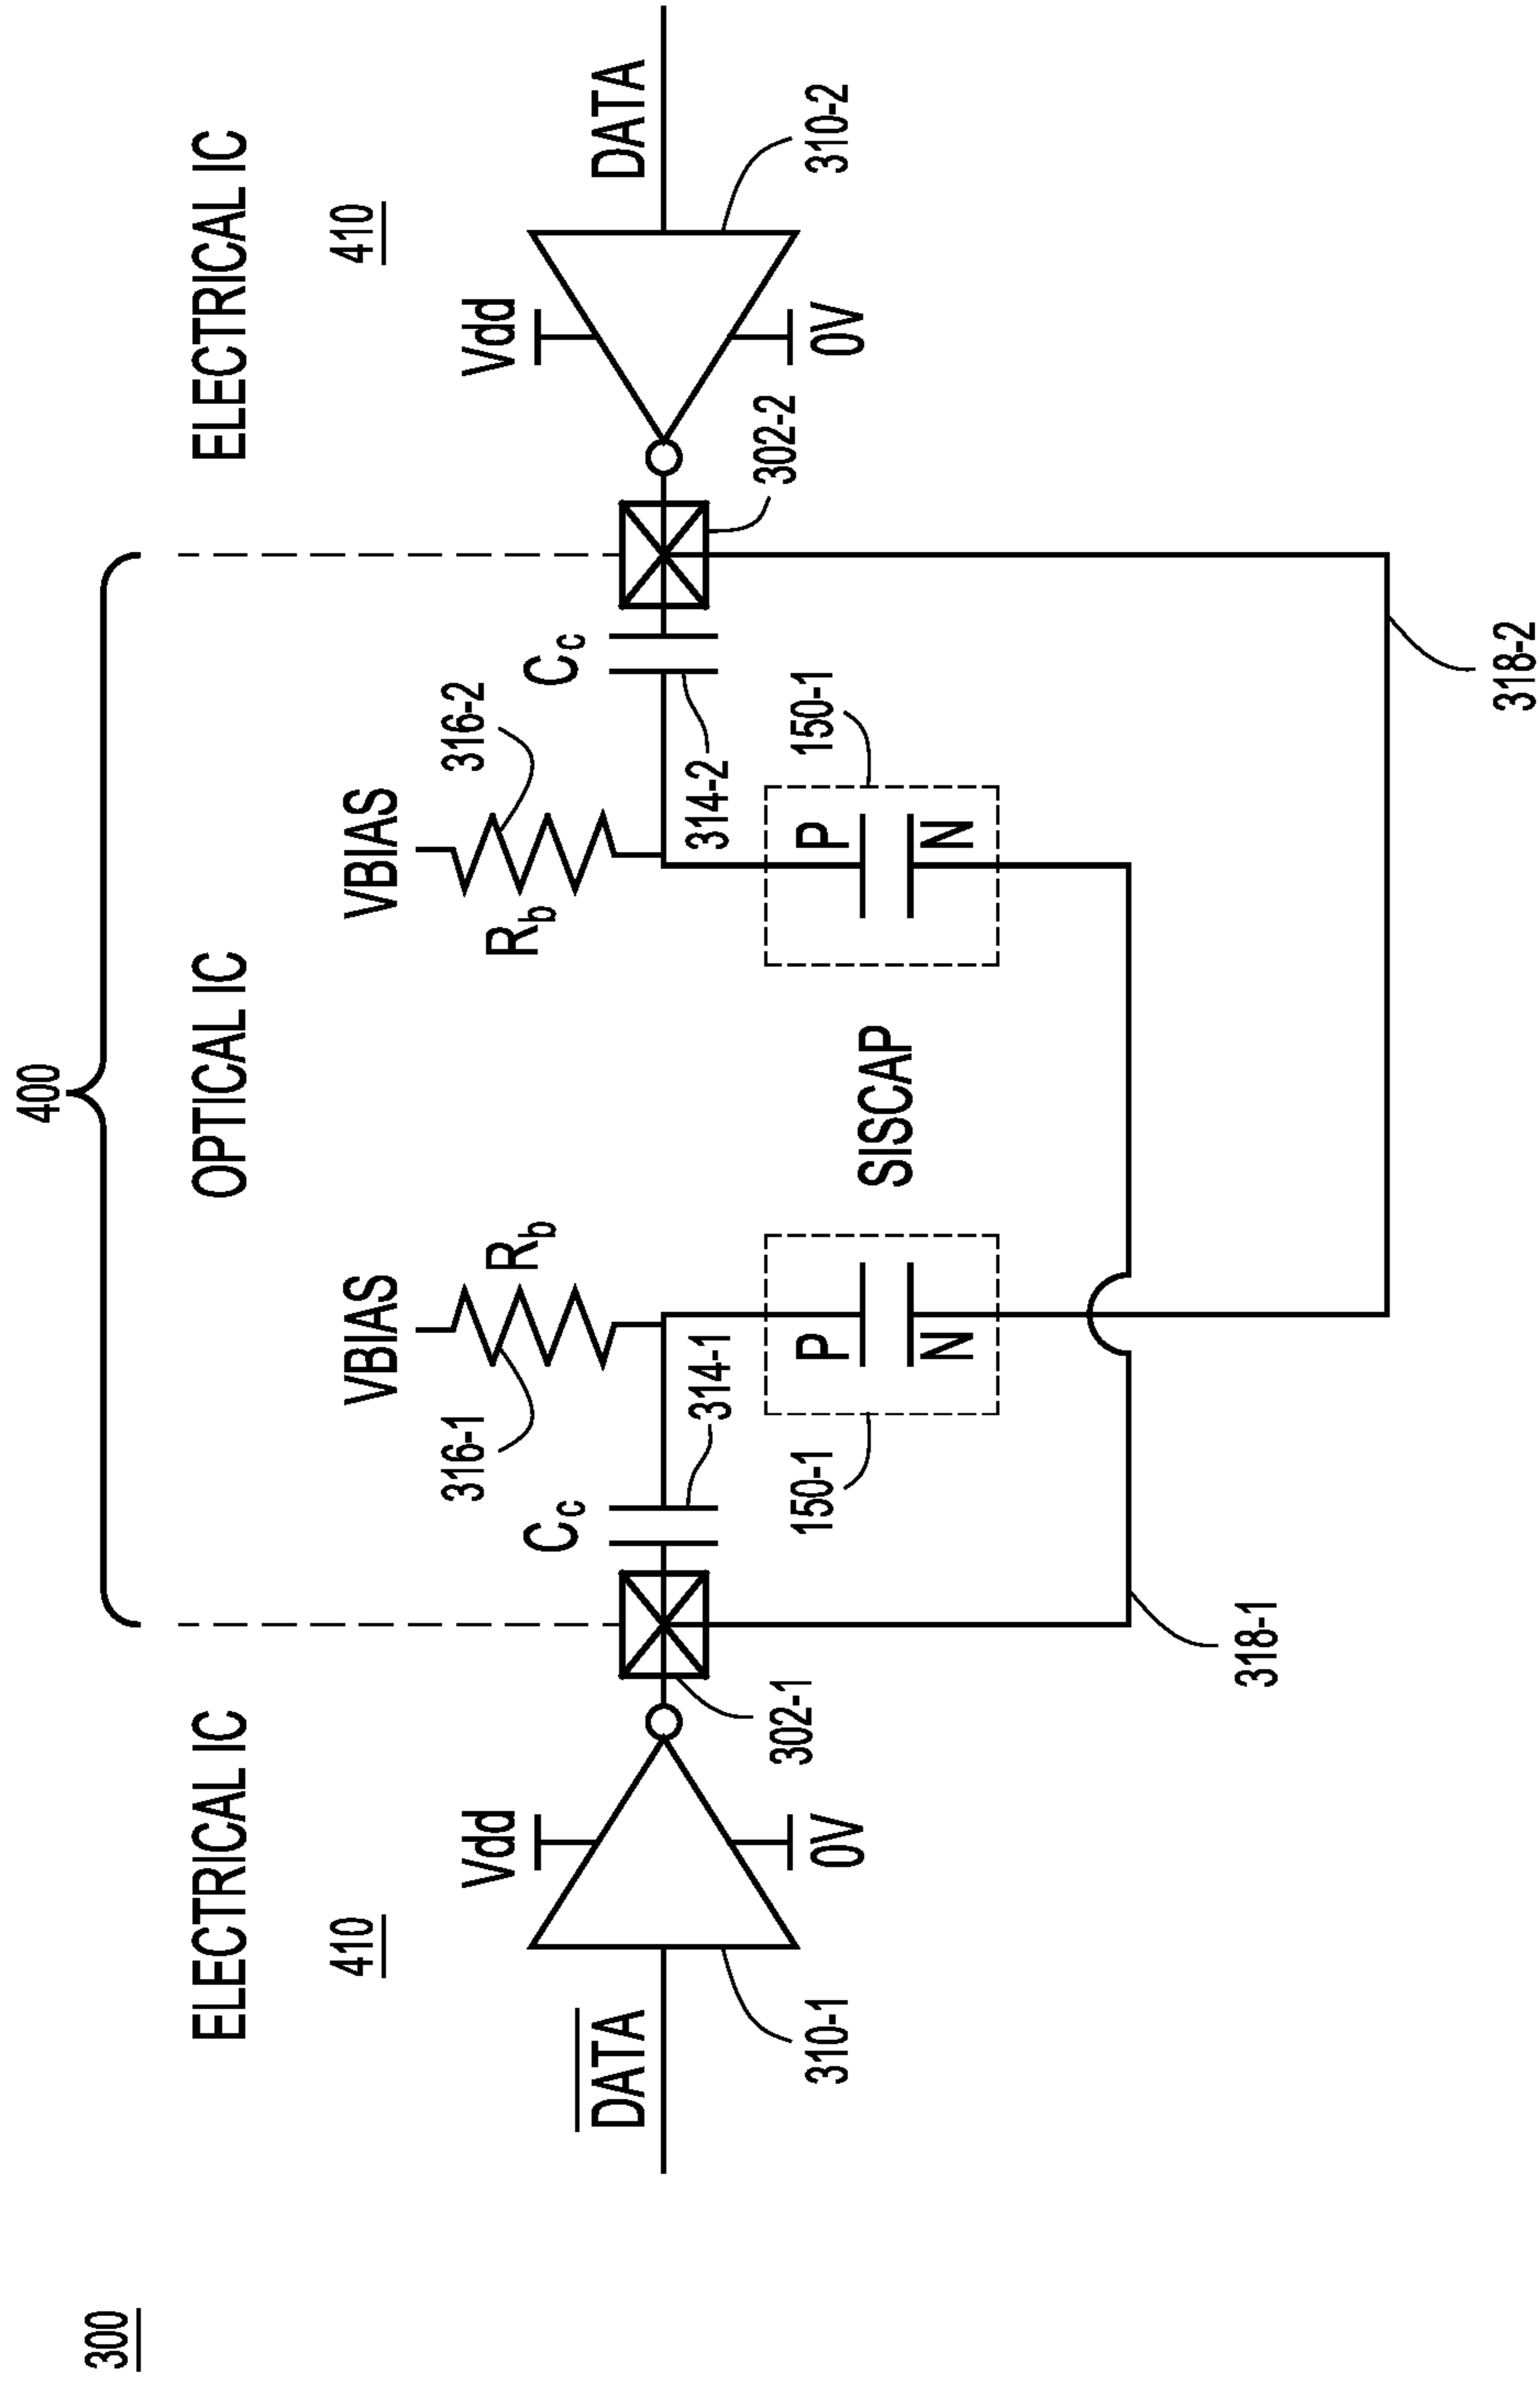 300
400
ELECTRICAL IC
OPTICAL IC
ELECTRICAL IC
410
410
VBIAS
VBIAS
316-1
316-2
Vdd
Vdd
Rb
Rb
Cc
Cc
DATA
DATA
314-1
314-2
302-1
302-2
310-1
310-2
0V
0V
150-1
150-1
P
P
N
N
SISCAP
318-1
318-2